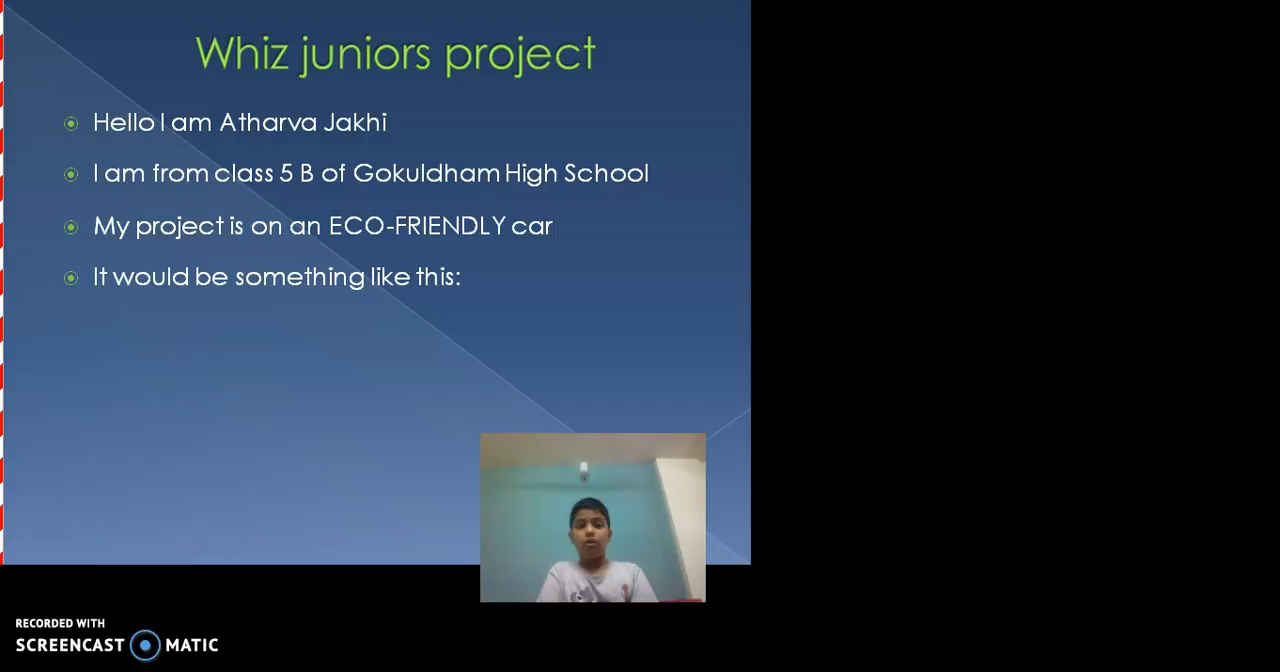 Whiz juniors project
Hello I am Atharva Jakhi
I am from class 5 B of Gokuldham High School
My project is on an ECO-FRIENDLY car
It would be something like this:
RECORDED WITH
SCREENCAST MATIC